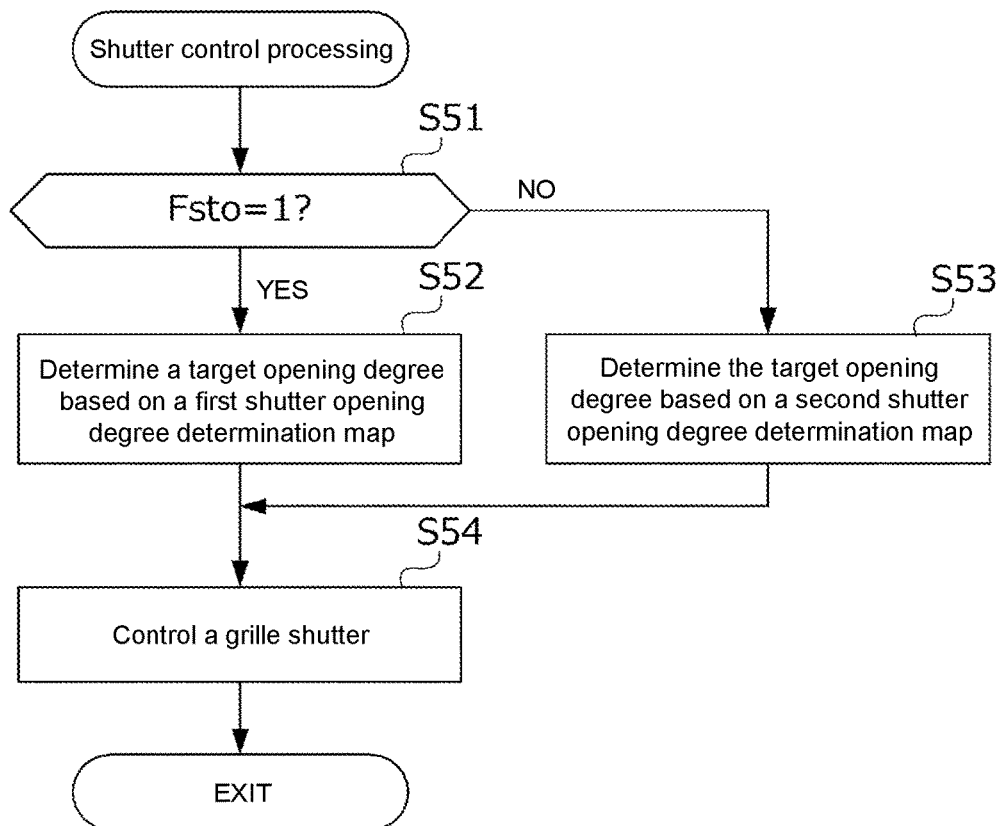 Shutter control processing
S51
Fsto=1?
NO
YES
S52
Determine a target opening degree
based on a first shutter opening
degree determination map
S53
Determine the target opening
degree based on a second shutter
opening degree determination map
S54
Control a grille shutter
EXIT